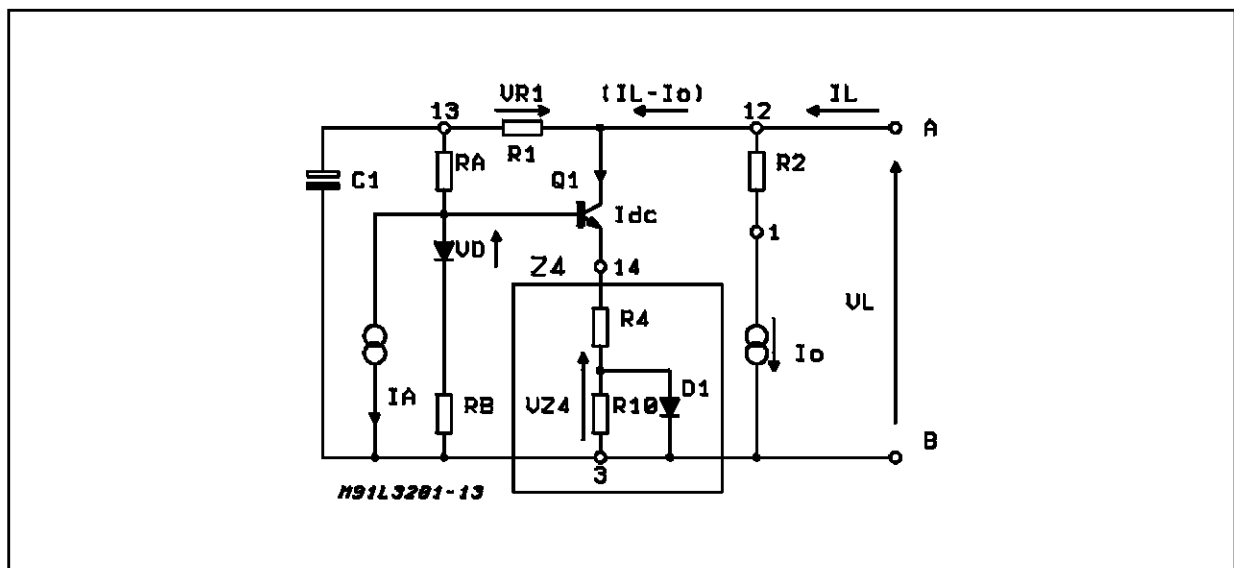 VR1 (IL-Io) IL
13 12 A
R1
RA R2
C1 Q1
Idc
VD 1
Z4 14
R4 VL
Io
IA RB VZ4 R10 D1
B
3
M91L3281-13